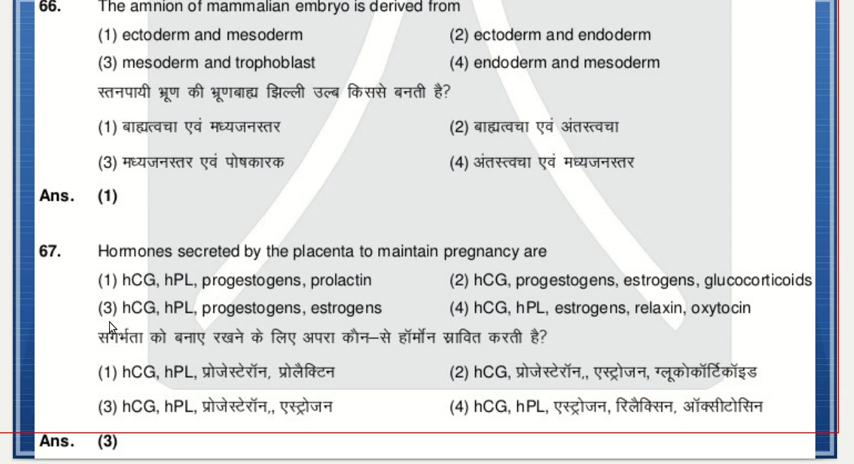 66. The amnion of mammalian embryo is derived from
(1) ectoderm and mesoderm (2) ectoderm and endoderm
(3) mesoderm and trophoblast (4) endoderm and mesoderm
स्तनपायी भ्रूण की भ्रूणबाह्य झिल्ली उल्ब किससे बनती है?
(1) बाह्यत्वचा एवं मध्यजनस्तर (2) बाह्यत्वचा एवं अंतस्त्वचा
(3) मध्यजनस्तर एवं पोषकारक (4) अंतस्त्वचा एवं मध्यजनस्तर
Ans. (1)
67. Hormones secreted by the placenta to maintain pregnancy are
(1) hCG, hPL, progestogens, prolactin (2) hCG, progestogens, estrogens, glucocorticoids
(3) hCG, hPL, progestogens, estrogens (4) hCG, hPL, estrogens, relaxin, oxytocin
सगर्भता को बनाए रखने के लिए अपरा कौन–से हॉर्मोन स्रावित करती है?
(1) hCG, hPL, प्रोजेस्टेरॉन, प्रोलैक्टिन (2) hCG, प्रोजेस्टेरॉन,, एस्ट्रोजन, ग्लूकोकॉर्टिकॉइड
(3) hCG, hPL, प्रोजेस्टेरॉन,, एस्ट्रोजन (4) hCG, hPL, एस्ट्रोजन, रिलैक्सिन, ऑक्सीटोसिन
Ans. (3)